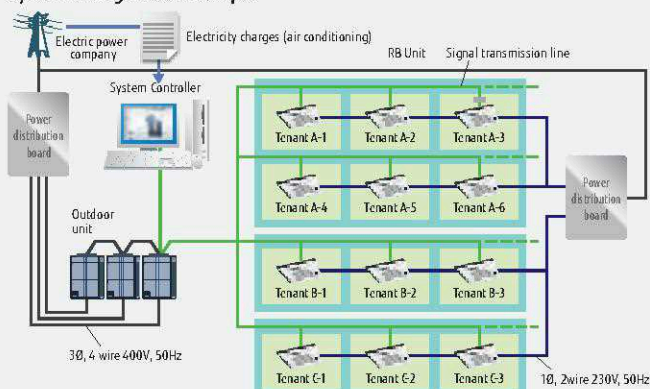 Electric power
company
Electricity charges (air conditioning)
RB Unit
Signal transmission line
System Controller
Power
distribution
board
Tenant A-1
Tenant A-2
Tenant A-3
Tenant A-4
Tenant A-5
Tenant A-6
Power
distribution
board
Outdoor
unit
Tenant B-1
Tenant B-2
Tenant B-3
3Ø, 4 wire 400V, 50Hz
Tenant C-1
Tenant C-2
Tenant C-3
1Ø, 2wire 230V, 50Hz